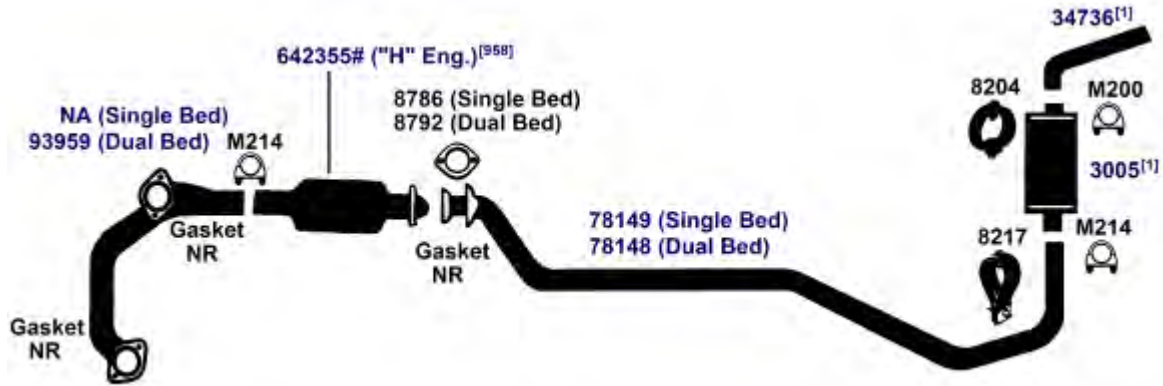 34736[1]
642355# ("H" Eng.)[958]
8204
M200
8786 (Single Bed)
8792 (Dual Bed)
NA (Single Bed)
93959 (Dual Bed)
M214
3005[1]
78149 (Single Bed)
78148 (Dual Bed)
Gasket
NR
Gasket
NR
8217
M214
Gasket
NR